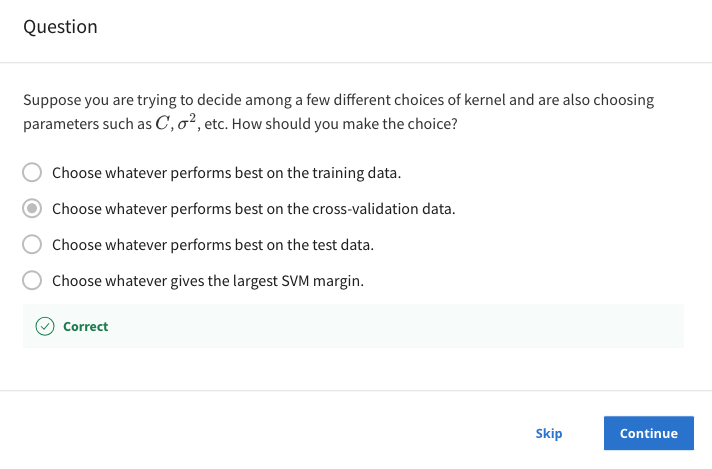 Question
Suppose you are trying to decide among a few different choices of kernel and are also choosing
parameters such as C, σ², etc. How should you make the choice?
Choose whatever performs best on the training data.
Choose whatever performs best on the cross-validation data.
Choose whatever performs best on the test data.
Choose whatever gives the largest SVM margin.
Correct
Skip
Continue